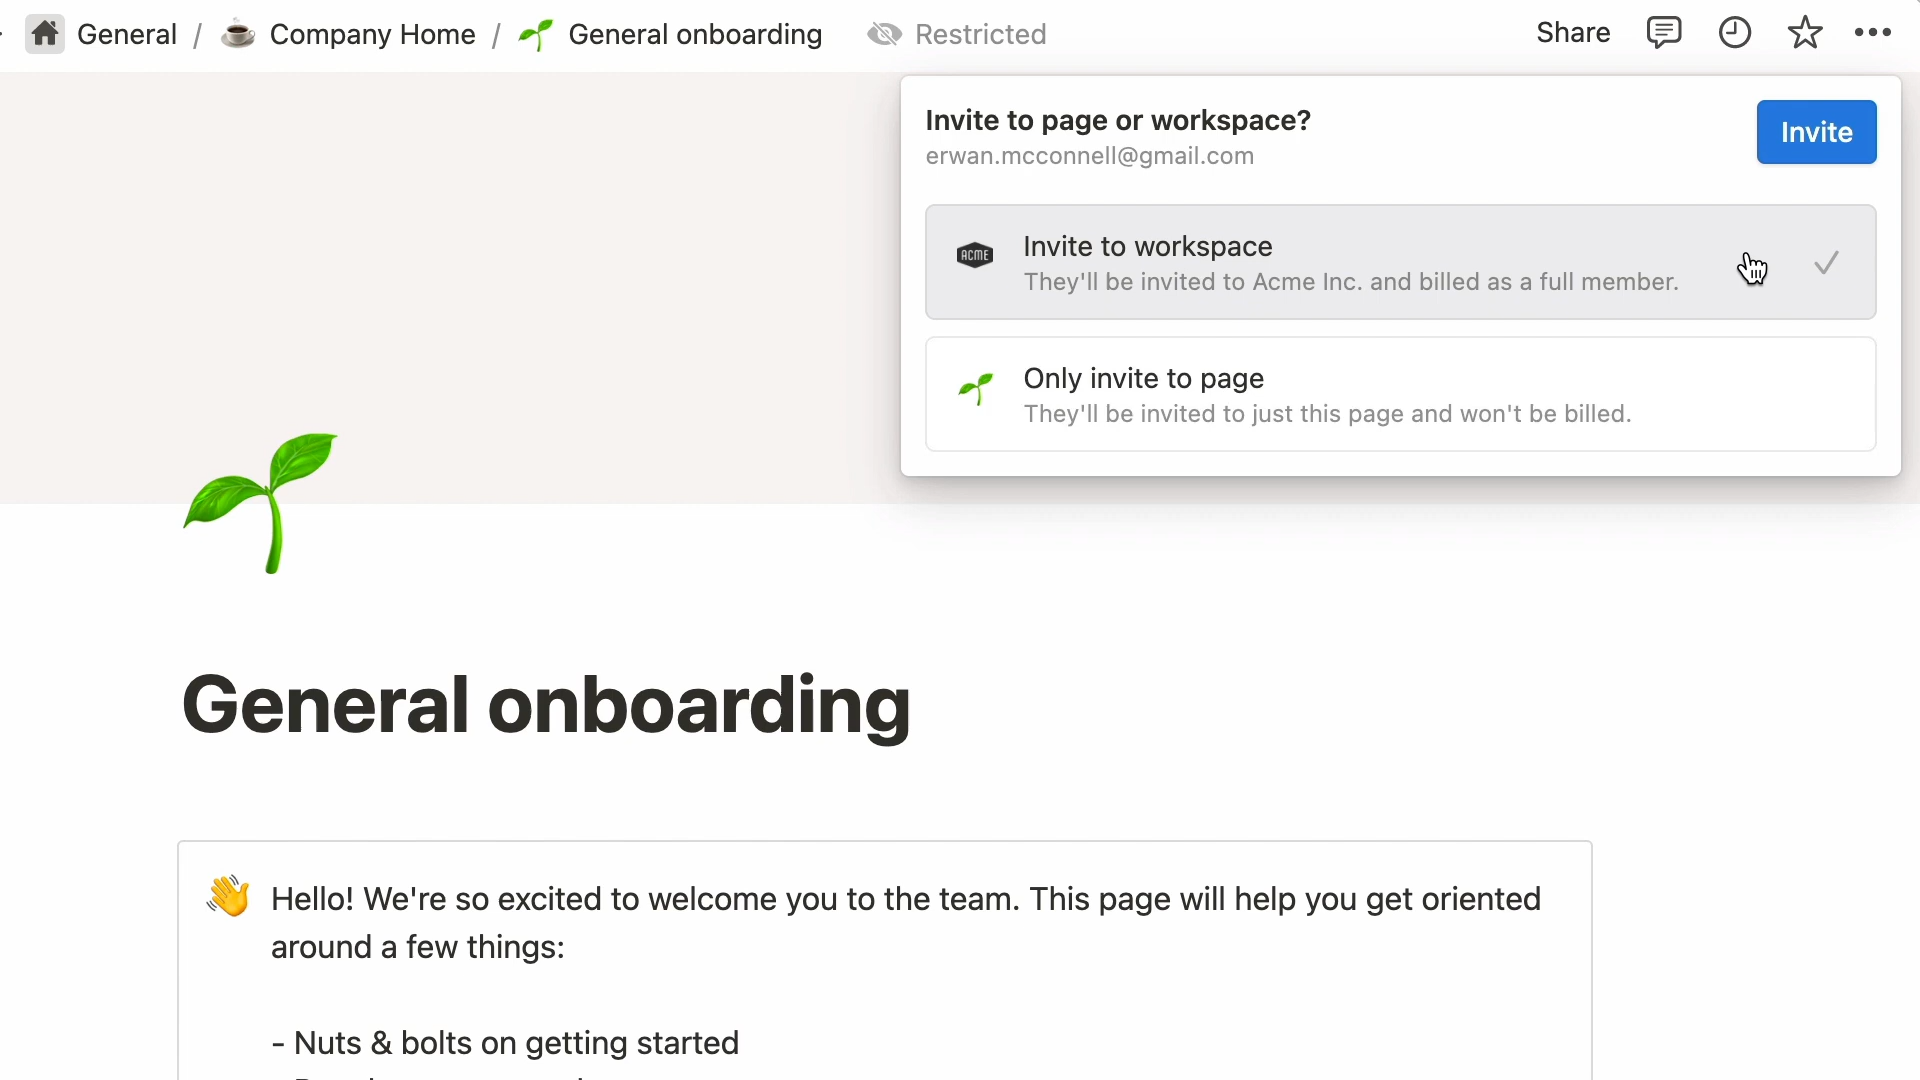 General / Company Home / General onboarding Restricted Share
Invite to page or workspace?
erwan.mcconnell@gmail.com
Invite
ACME
Invite to workspace
They'll be invited to Acme Inc. and billed as a full member.
Only invite to page
They'll be invited to just this page and won't be billed.
General onboarding
Hello! We're so excited to welcome you to the team. This page will help you get oriented
around a few things:
- Nuts & bolts on getting started